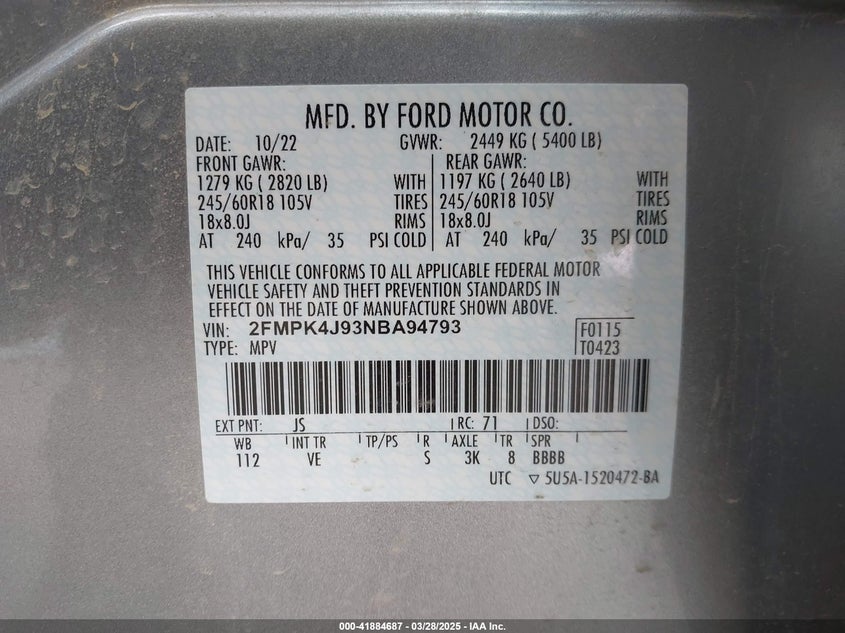 MFD. BY FORD MOTOR CO.
DATE: 10/22 GVWR: 2449 KG ( 5400 LB)
FRONT GAWR: REAR GAWR:
1279 KG ( 2820 LB) WITH 1197 KG ( 2640 LB) WITH
245/60R18 105V TIRES 245/60R18 105V TIRES
18x8.0J RIMS 18x8.0J RIMS
AT 240 kPa/ 35 PSI COLD AT 240 kPa/ 35 PSI COLD
THIS VEHICLE CONFORMS TO ALL APPLICABLE FEDERAL MOTOR
VEHICLE SAFETY AND THEFT PREVENTION STANDARDS IN
EFFECT ON THE DATE OF MANUFACTURE SHOWN ABOVE.
VIN: 2FMPK4J93NBA94793 F0115
TYPE: MPV T0423
EXT PNT: JS RC: 71 DSO:
WB INT TR TP/PS R AXLE TR SPR
112 VE S 3K 8 BBBB
UTC ▽ 5U5A-1520472-BA
000-41884687 - 03/28/2025 - IAA Inc.